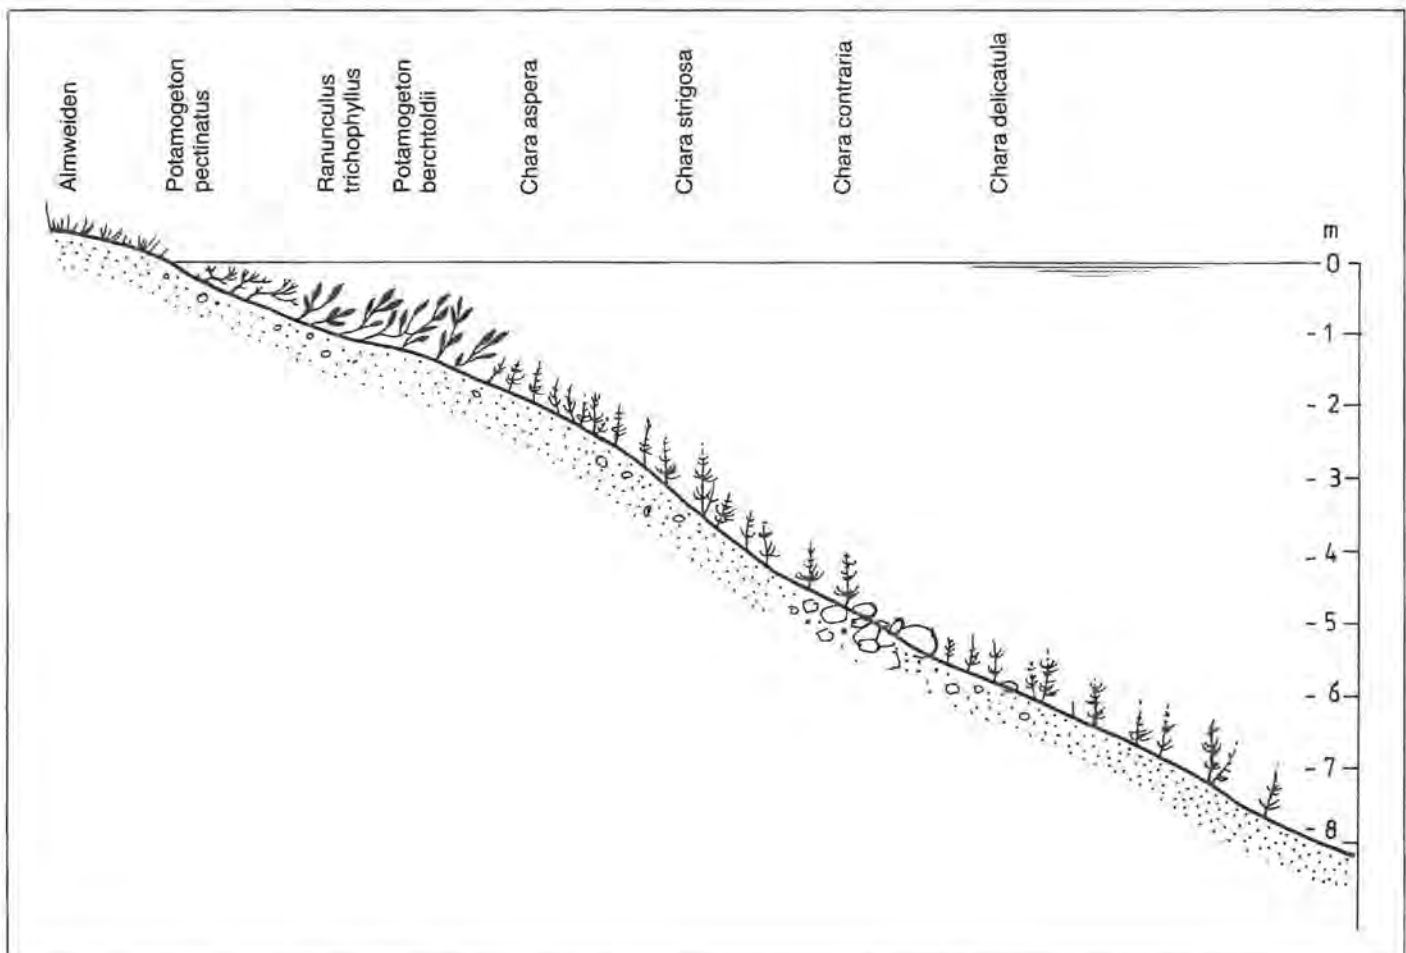 Almweiden
Potamogeton
pectinatus
Ranunculus
trichophyllus
Potamogeton
berchtoldii
Chara aspera
Chara strigosa
Chara contraria
Chara delicatula
m
0
-1
-2
-3
-4
-5
-6
-7
-8